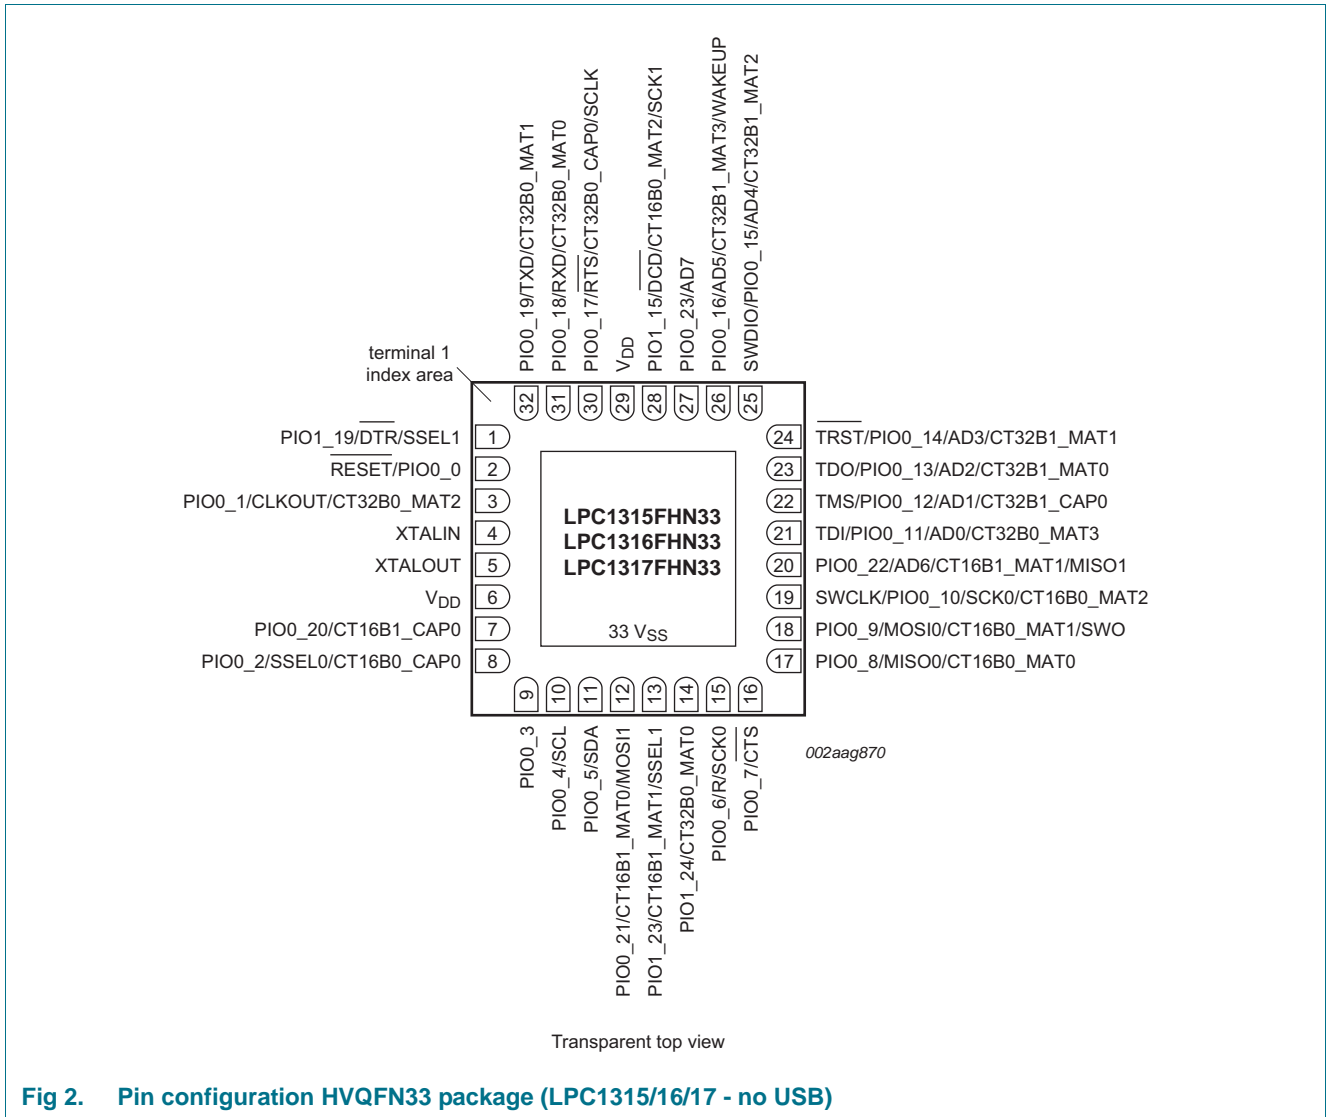 PIO0_19/TXD/CT32B0_MAT1
PIO0_18/RXD/CT32B0_MAT0
PIO0_17/RTS/CT32B0_CAP0/SCLK
VDD
PIO1_15/DCD/CT16B0_MAT2/SCK1
PIO0_23/AD7
PIO0_16/AD5/CT32B1_MAT3/WAKEUP
SWDIO/PIO0_15/AD4/CT32B1_MAT2
terminal 1
index area
32
31
30
29
28
27
26
25
PIO1_19/DTR/SSEL1
1
RESET/PIO0_0
2
PIO0_1/CLKOUT/CT32B0_MAT2
3
XTALIN
4
XTALOUT
5
VDD
6
PIO0_20/CT16B1_CAP0
7
PIO0_2/SSEL0/CT16B0_CAP0
8
LPC1315FHN33
LPC1316FHN33
LPC1317FHN33
33 VSS
24
TRST/PIO0_14/AD3/CT32B1_MAT1
23
TDO/PIO0_13/AD2/CT32B1_MAT0
22
TMS/PIO0_12/AD1/CT32B1_CAP0
21
TDI/PIO0_11/AD0/CT32B0_MAT3
20
PIO0_22/AD6/CT16B1_MAT1/MISO1
19
SWCLK/PIO0_10/SCK0/CT16B0_MAT2
18
PIO0_9/MOSI0/CT16B0_MAT1/SWO
17
PIO0_8/MISO0/CT16B0_MAT0
9
10
11
12
13
14
15
16
PIO0_3
PIO0_4/SCL
PIO0_5/SDA
PIO0_21/CT16B1_MAT0/MOSI1
PIO1_23/CT16B1_MAT1/SSEL1
PIO1_24/CT32B0_MAT0
PIO0_6/R/SCK0
PIO0_7/CTS
002aag870
Transparent top view
Fig 2. Pin configuration HVQFN33 package (LPC1315/16/17 - no USB)